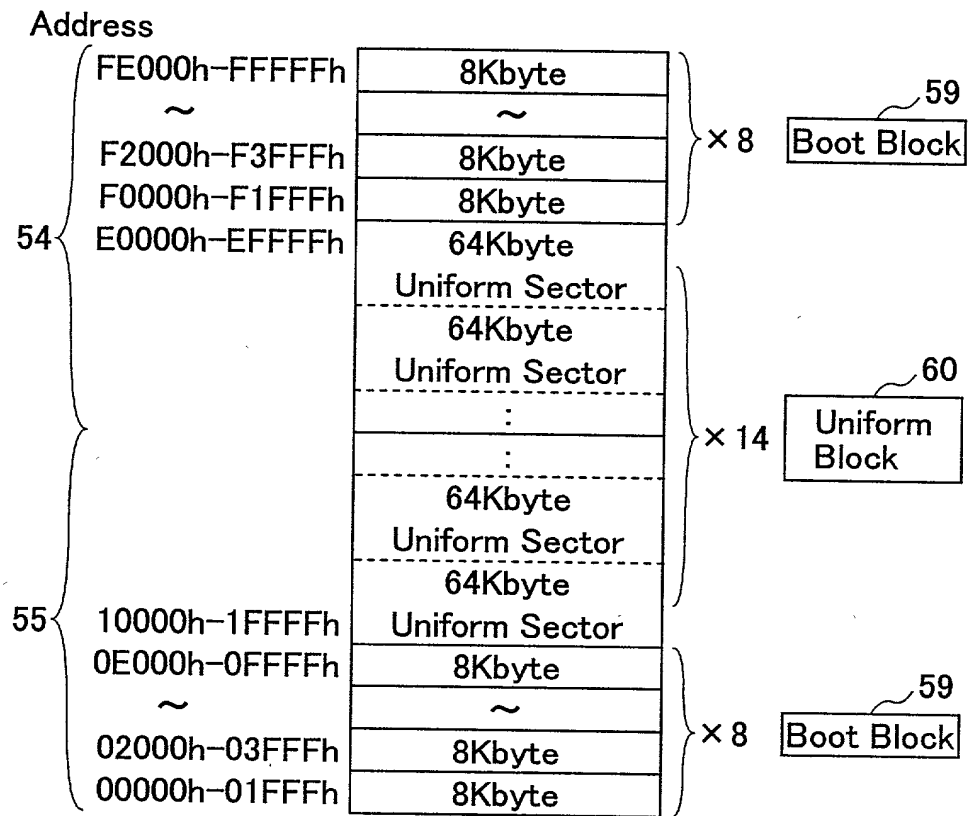 Address
FE000h-FFFFFh 8Kbyte
~ ~
F2000h-F3FFFh 8Kbyte
F0000h-F1FFFh 8Kbyte
×8
59
Boot Block
54
E0000h-EFFFFh 64Kbyte
Uniform Sector
64Kbyte
Uniform Sector
:
:
64Kbyte
Uniform Sector
64Kbyte
10000h-1FFFFh Uniform Sector
×14
60
Uniform
Block
55
0E000h-0FFFFh 8Kbyte
~ ~
02000h-03FFFh 8Kbyte
00000h-01FFFh 8Kbyte
×8
59
Boot Block